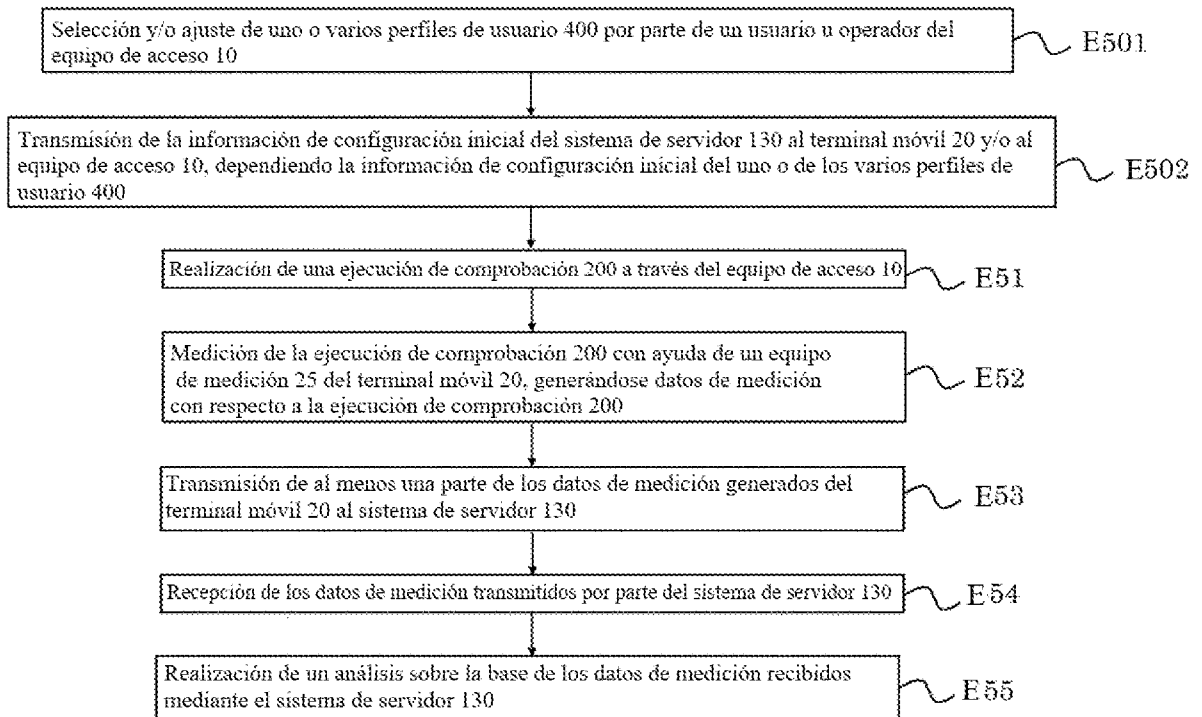 Selección y/o ajuste de uno o varios perfiles de usuario 400 por parte de un usuario u operador del
equipo de acceso 10
E501
Transmisión de la información de configuración inicial del sistema de servidor 130 al terminal móvil 20 y/o al
equipo de acceso 10, dependiendo la información de configuración inicial del uno o de los varios perfiles de
usuario 400
E502
Realización de una ejecución de comprobación 200 a través del equipo de acceso 10
E51
Medición de la ejecución de comprobación 200 con ayuda de un equipo
de medición 25 del terminal móvil 20, generándose datos de medición
con respecto a la ejecución de comprobación 200
E52
Transmisión de al menos una parte de los datos de medición generados del
terminal móvil 20 al sistema de servidor 130
E53
Recepción de los datos de medición transmitidos por parte del sistema de servidor 130
E54
Realización de un análisis sobre la base de los datos de medición recibidos
mediante el sistema de servidor 130
E55